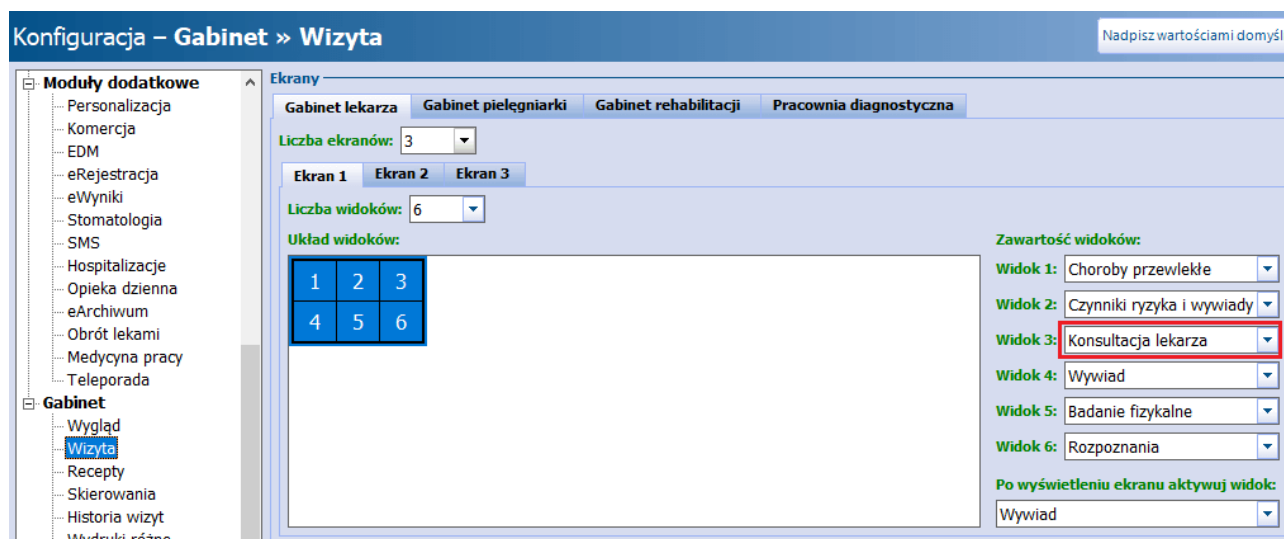 Konfiguracja – Gabinet » Wizyta
Nadpisz wartościami domyśl
Moduły dodatkowe
Personalizacja
Komercja
EDM
eRejestracja
eWyniki
Stomatologia
SMS
Hospitalizacje
Opieka dzienna
eArchiwum
Obrót lekami
Medycyna pracy
Teleporada
Gabinet
Wygląd
Wizyta
Recepty
Skierowania
Historia wizyt
Wydruki różne
Ekrany
Gabinet lekarza Gabinet pielęgniarki Gabinet rehabilitacji Pracownia diagnostyczna
Liczba ekranów: 3
Ekran 1 Ekran 2 Ekran 3
Liczba widoków: 6
Układ widoków:
1 2 3
4 5 6
Zawartość widoków:
Widok 1: Choroby przewlekłe
Widok 2: Czynniki ryzyka i wywiady
Widok 3: Konsultacja lekarza
Widok 4: Wywiad
Widok 5: Badanie fizykalne
Widok 6: Rozpoznania
Po wyświetleniu ekranu aktywuj widok:
Wywiad